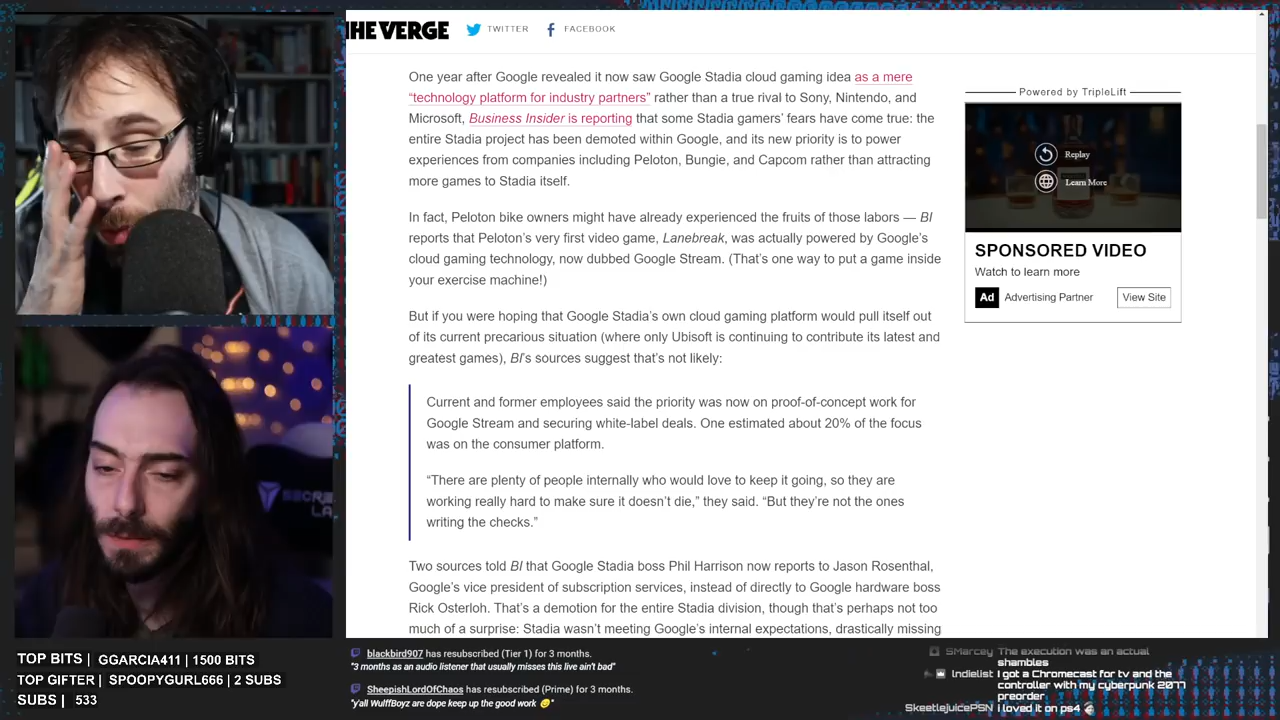 HE VERGE
TWITTER
FACEBOOK
One year after Google revealed it now saw Google Stadia cloud gaming idea as a mere
“technology platform for industry partners” rather than a true rival to Sony, Nintendo, and
Microsoft, Business Insider is reporting that some Stadia gamers’ fears have come true: the
entire Stadia project has been demoted within Google, and its new priority is to power
experiences from companies including Peloton, Bungie, and Capcom rather than attracting
more games to Stadia itself.
In fact, Peloton bike owners might have already experienced the fruits of those labors — BI
reports that Peloton’s very first video game, Lanebreak, was actually powered by Google’s
cloud gaming technology, now dubbed Google Stream. (That’s one way to put a game inside
your exercise machine!)
But if you were hoping that Google Stadia’s own cloud gaming platform would pull itself out
of its current precarious situation (where only Ubisoft is continuing to contribute its latest and
greatest games), BI’s sources suggest that’s not likely:
Current and former employees said the priority was now on proof-of-concept work for
Google Stream and securing white-label deals. One estimated about 20% of the focus
was on the consumer platform.
“There are plenty of people internally who would love to keep it going, so they are
working really hard to make sure it doesn’t die,” they said. “But they’re not the ones
writing the checks.”
Two sources told BI that Google Stadia boss Phil Harrison now reports to Jason Rosenthal,
Google’s vice president of subscription services, instead of directly to Google hardware boss
Rick Osterloh. That’s a demotion for the entire Stadia division, though that’s perhaps not too
much of a surprise: Stadia wasn’t meeting Google’s internal expectations, drastically missing
Powered by TripleLift
Replay
Learn More
SPONSORED VIDEO
Watch to learn more
Ad Advertising Partner
View Site
TOP BITS | GGARCIA411 | 1500 BITS
TOP GIFTER | SPOOPYGURL666 | 2 SUBS
SUBS | 533
blackbird907 has resubscribed (Tier 1) for 3 months.
"3 months as an audio listener that usually misses this live ain't bad"
SheepishLordOfChaos has resubscribed (Prime) for 3 months.
"y'all WulffBoyz are dope keep up the good work 😉"
SMarcey The execution was an actual
shambles
Indielist I got a Chromecast for tv and the
controller with my cyberpunk 2077
preorder
SkeetlejuicePSN i loved it on ps4